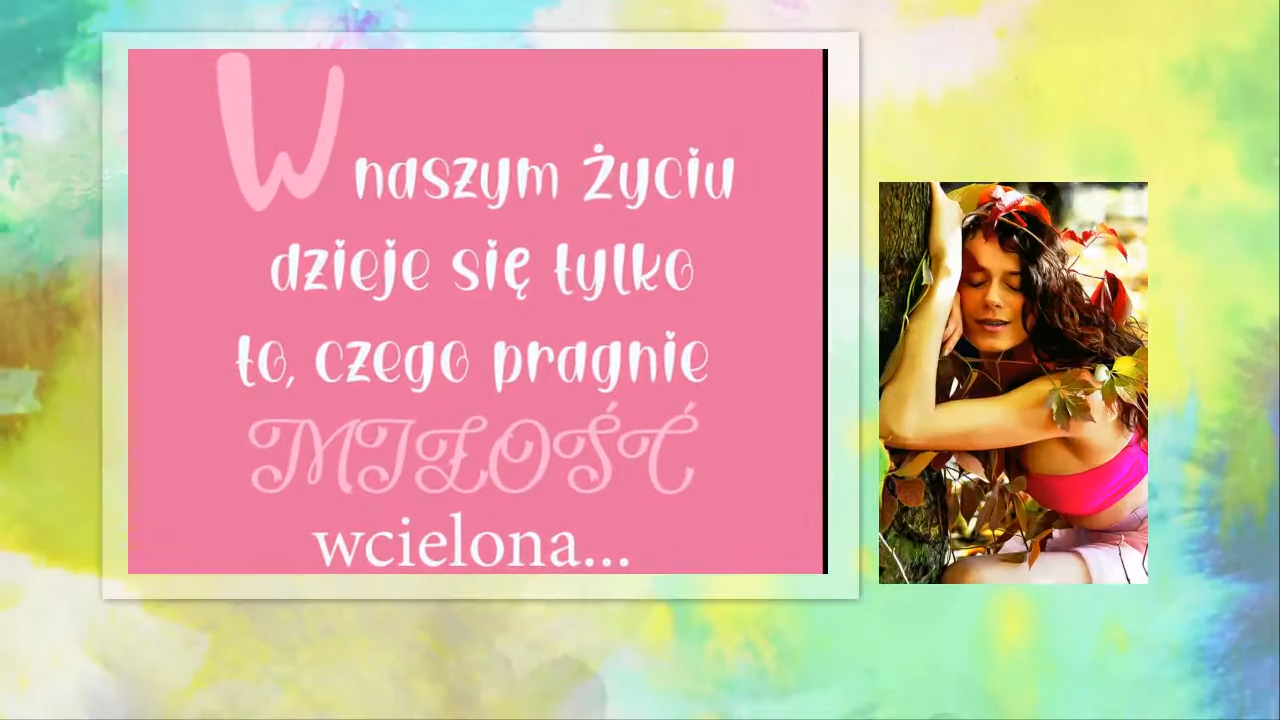 W naszym życiu
dzieje się tylko
to, czego pragnie
MIŁOŚĆ
wcielona...